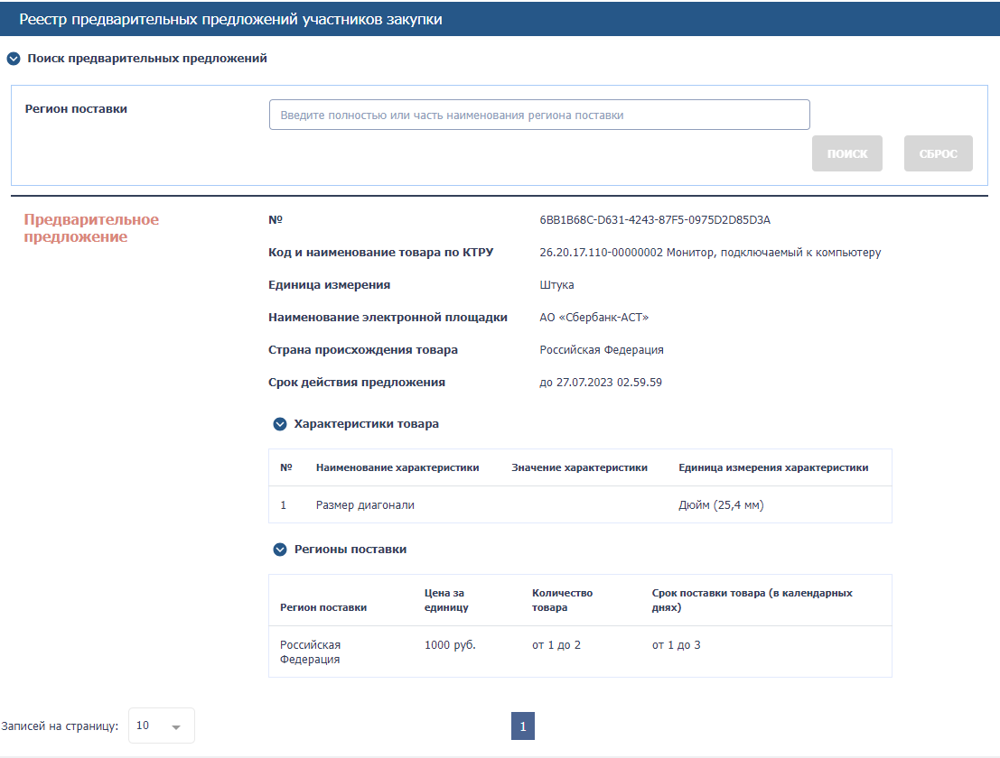 Реестр предварительных предложений участников закупки
Поиск предварительных предложений
Регион поставки
Введите полностью или часть наименования региона поставки
ПОИСК
СБРОС
Предварительное
предложение
№ 6BB1B68C-D631-4243-87F5-0975D2D85D3A
Код и наименование товара по КТРУ 26.20.17.110-00000002 Монитор, подключаемый к компьютеру
Единица измерения Штука
Наименование электронной площадки АО «Сбербанк-АСТ»
Страна происхождения товара Российская Федерация
Срок действия предложения до 27.07.2023 02.59.59
Характеристики товара
№ Наименование характеристики Значение характеристики Единица измерения характеристики
1 Размер диагонали Дюйм (25,4 мм)
Регионы поставки
Регион поставки
Цена за
единицу
Количество
товара
Срок поставки товара (в календарных
днях)
Российская
Федерация
1000 руб.
от 1 до 2
от 1 до 3
Записей на страницу: 10
1